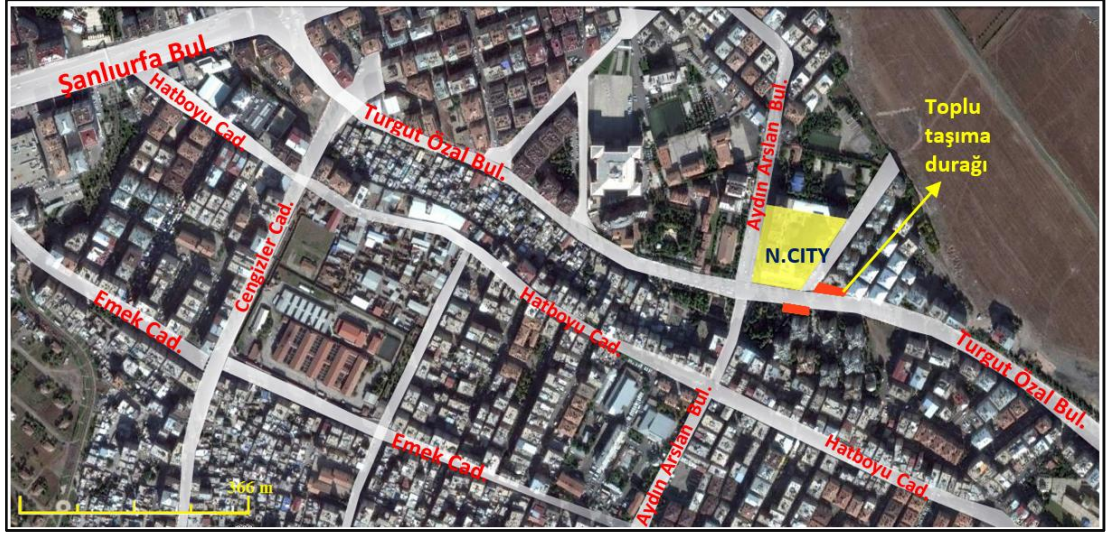 Şanlıurfa Bul.
Hatboyu Cad
Turgut Özal Bul.
Aydın Arslan Bul.
Toplu
taşıma
durağı
N.CITY
Cengizler Cad.
Emek Cad.
Hatboyu Cad.
Turgut Özal Bul.
Aydın Arslan Bul.
Emek Cad.
Hatboyu Cad.
366 m